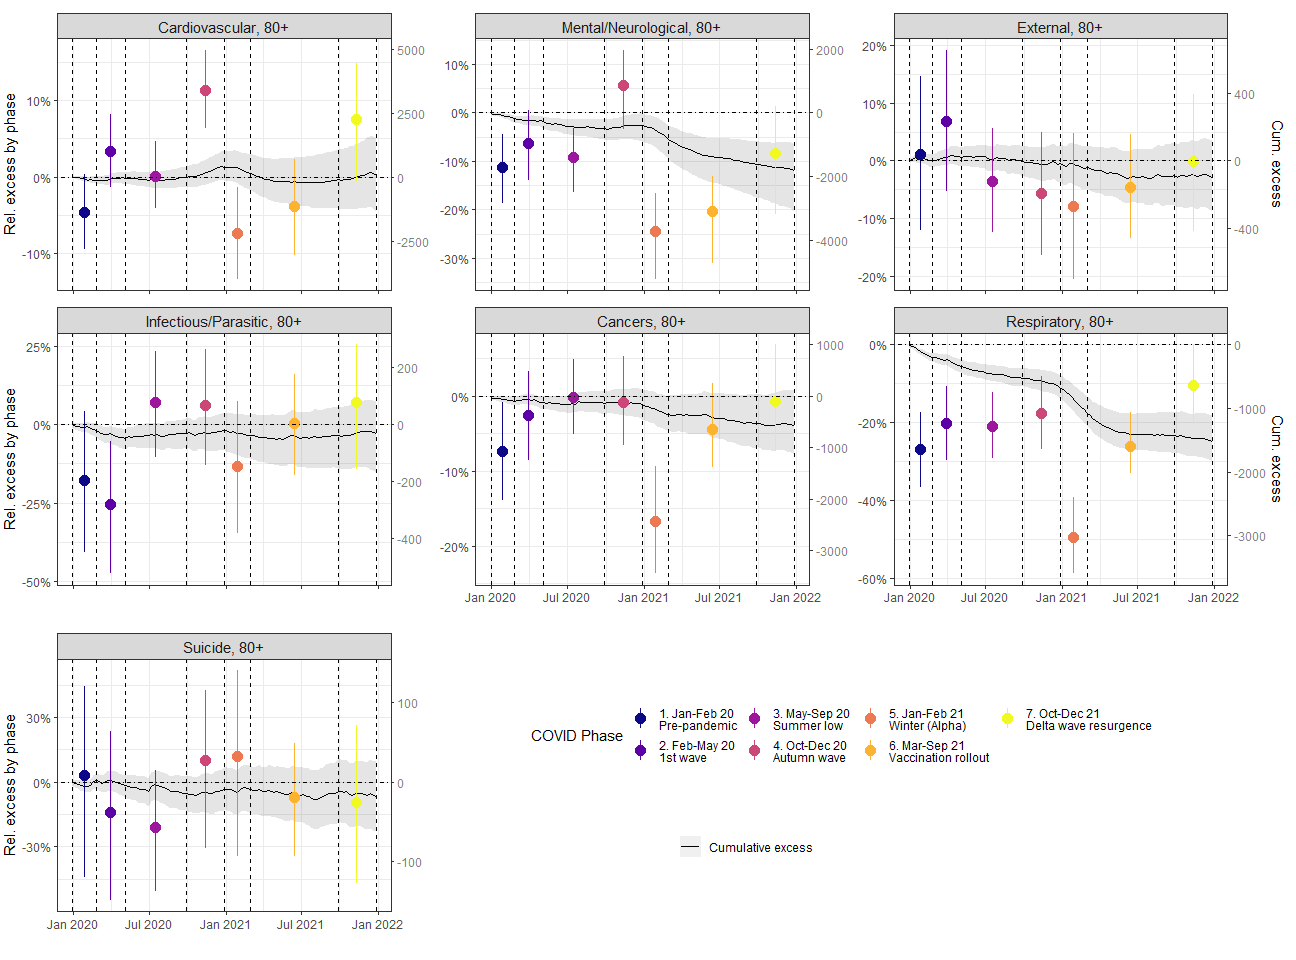 Cardiovascular, 80+
Mental/Neurological, 80+
External, 80+
Rel. excess by phase
10%
0%
-10%
5000
2500
0
-2500
10%
0%
-10%
-20%
-30%
2000
0
-2000
-4000
20%
10%
0%
-10%
-20%
400
0
-400
Cum. excess
Infectious/Parasitic, 80+
Cancers, 80+
Respiratory, 80+
Rel. excess by phase
25%
0%
-25%
-50%
200
0
-200
-400
0%
-10%
-20%
1000
0
-1000
-2000
-3000
0%
-20%
-40%
-60%
0
-1000
-2000
-3000
Cum. excess
Jan 2020 Jul 2020 Jan 2021 Jul 2021 Jan 2022
Jan 2020 Jul 2020 Jan 2021 Jul 2021 Jan 2022
Suicide, 80+
Rel. excess by phase
30%
0%
-30%
100
0
-100
Jan 2020 Jul 2020 Jan 2021 Jul 2021 Jan 2022
COVID Phase
1. Jan-Feb 20
Pre-pandemic
2. Feb-May 20
1st wave
3. May-Sep 20
Summer low
4. Oct-Dec 20
Autumn wave
5. Jan-Feb 21
Winter (Alpha)
6. Mar-Sep 21
Vaccination rollout
7. Oct-Dec 21
Delta wave resurgence
Cumulative excess